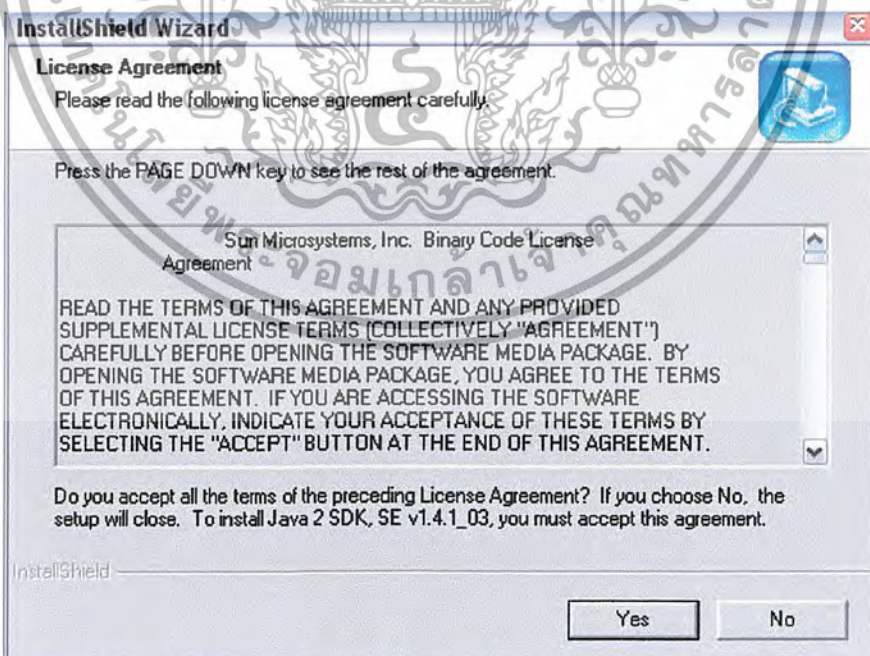 InstallShield Wizard
License Agreement
Please read the following license agreement carefully.
Press the PAGE DOWN key to see the rest of the agreement.
Sun Microsystems, Inc. Binary Code License
Agreement
READ THE TERMS OF THIS AGREEMENT AND ANY PROVIDED
SUPPLEMENTAL LICENSE TERMS (COLLECTIVELY "AGREEMENT")
CAREFULLY BEFORE OPENING THE SOFTWARE MEDIA PACKAGE. BY
OPENING THE SOFTWARE MEDIA PACKAGE, YOU AGREE TO THE TERMS
OF THIS AGREEMENT. IF YOU ARE ACCESSING THE SOFTWARE
ELECTRONICALLY, INDICATE YOUR ACCEPTANCE OF THESE TERMS BY
SELECTING THE "ACCEPT" BUTTON AT THE END OF THIS AGREEMENT.
Do you accept all the terms of the preceding License Agreement? If you choose No, the
setup will close. To install Java 2 SDK, SE v1.4.1_03, you must accept this agreement.
InstallShield
Yes No